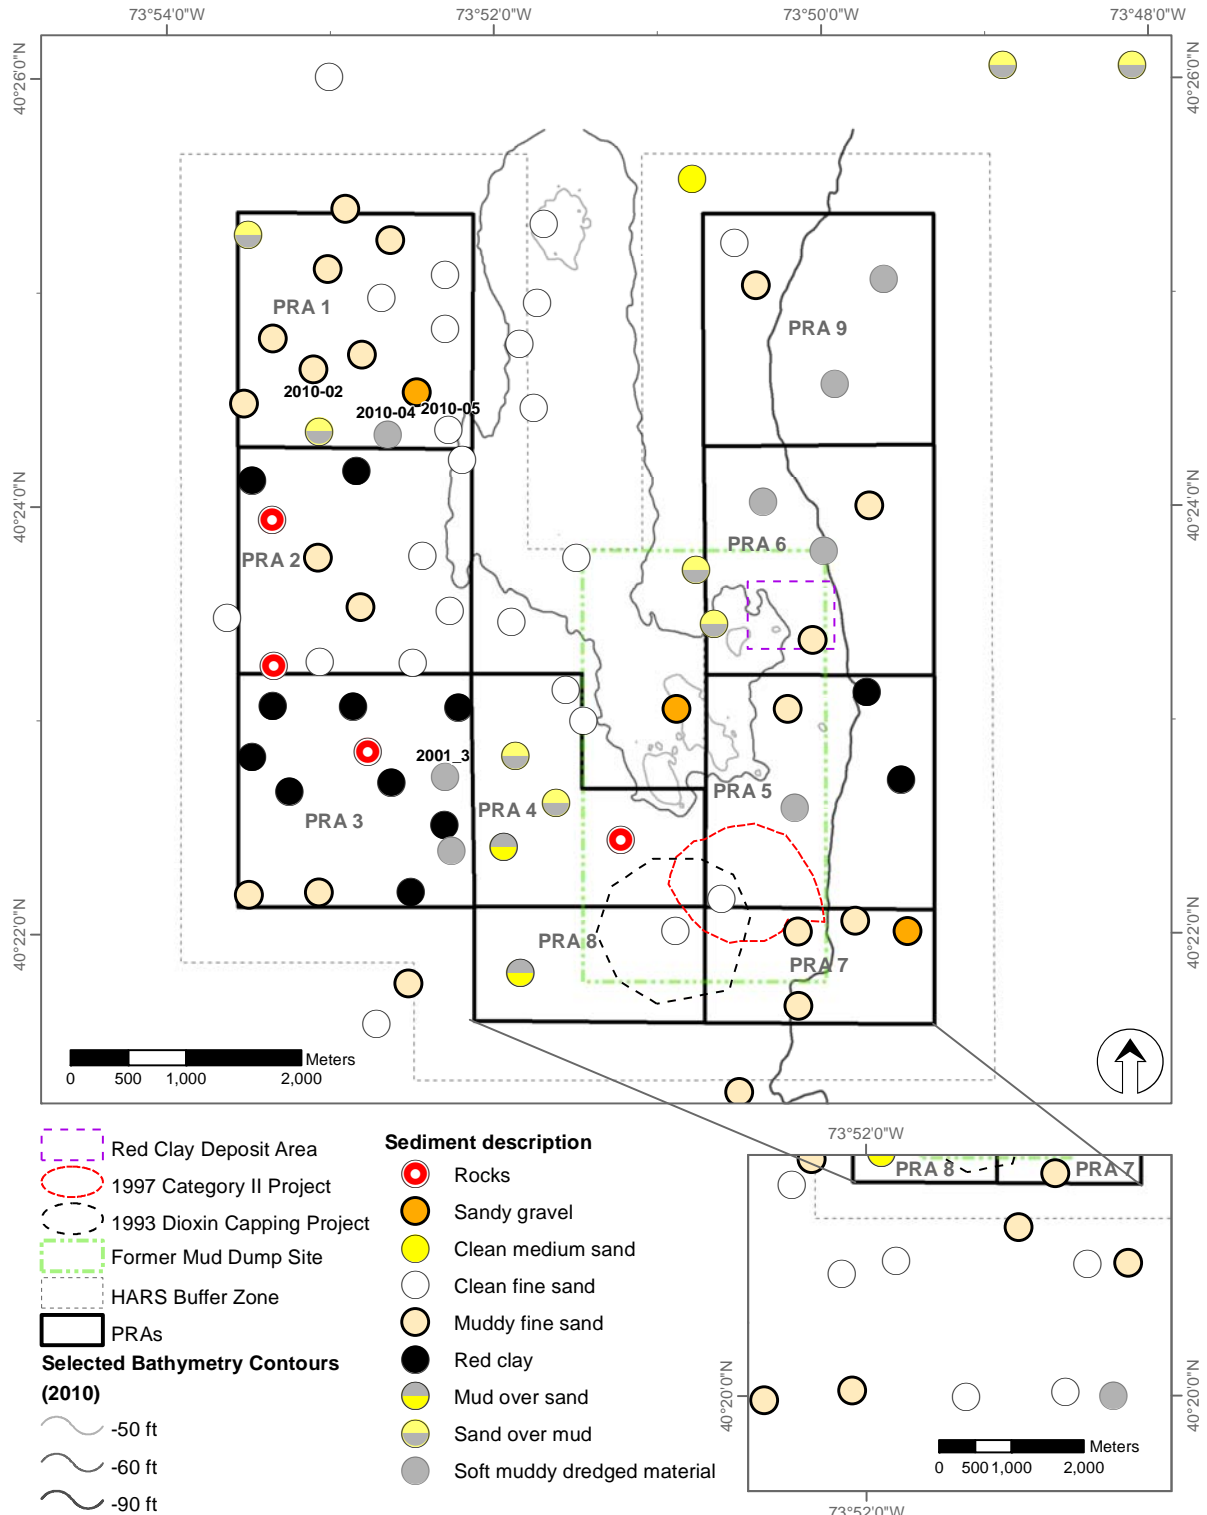 73°54'0"W
73°52'0"W
73°50'0"W
73°48'0"W
40°26'0"N
40°26'0"N
PRA 1
PRA 9
2010-02
2010-04
2010-05
40°24'0"N
40°24'0"N
PRA 2
PRA 6
2001_3
PRA 3
PRA 4
PRA 5
40°22'0"N
40°22'0"N
PRA 8
PRA 7
Meters
0 500 1,000 2,000
Red Clay Deposit Area
1997 Category II Project
1993 Dioxin Capping Project
Former Mud Dump Site
HARS Buffer Zone
PRAs
Selected Bathymetry Contours
(2010)
-50 ft
-60 ft
-90 ft
Sediment description
Rocks
Sandy gravel
Clean medium sand
Clean fine sand
Muddy fine sand
Red clay
Mud over sand
Sand over mud
Soft muddy dredged material
73°52'0"W
PRA 8
PRA 7
40°20'0"N
40°20'0"N
Meters
0 500 1,000 2,000
73°52'0"W